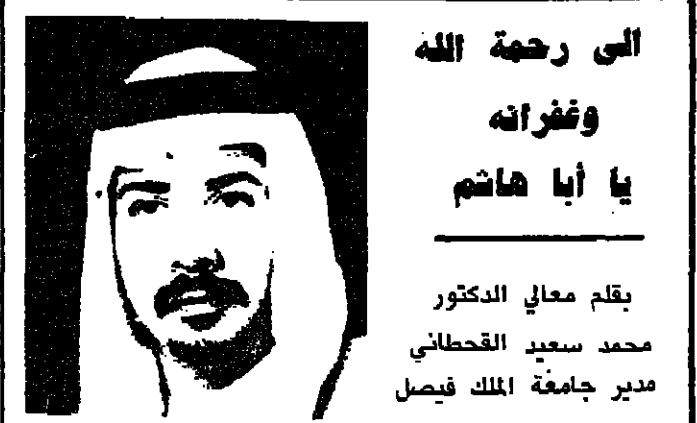 الى رحمة الله
وغفرانه
يا أبا هاشم
بقلم معالي الدكتور
محمد سعيد القحطاني
مدير جامعة الملك فيصل